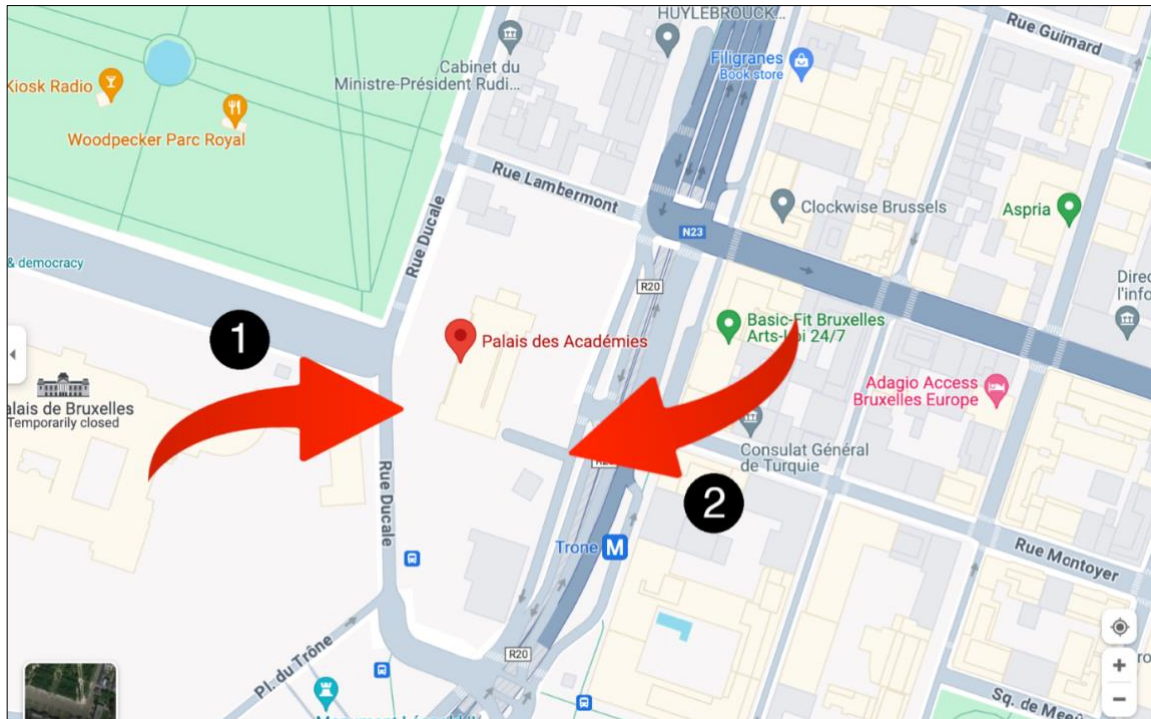 HUYLEBROUCK...
Rue Guimard
Filigranes
Book store
Cabinet du
Ministre-Président Rudi...
Kiosk Radio
Woodpecker Parc Royal
Rue Lambermont
Rue Ducale
Clockwise Brussels
Aspria
N23
& democracy
R20
Direc
l'info
1
Palais des Académies
Basic-Fit Bruxelles
Arts-Loi 24/7
alais de Bruxelles
Temporarily closed
Adagio Access
Bruxelles Europe
Consulat Général
de Turquie
Rue Ducale
2
Trone M
Rue Montoyer
Pl. du Trône
R20
Sq. de Meeû